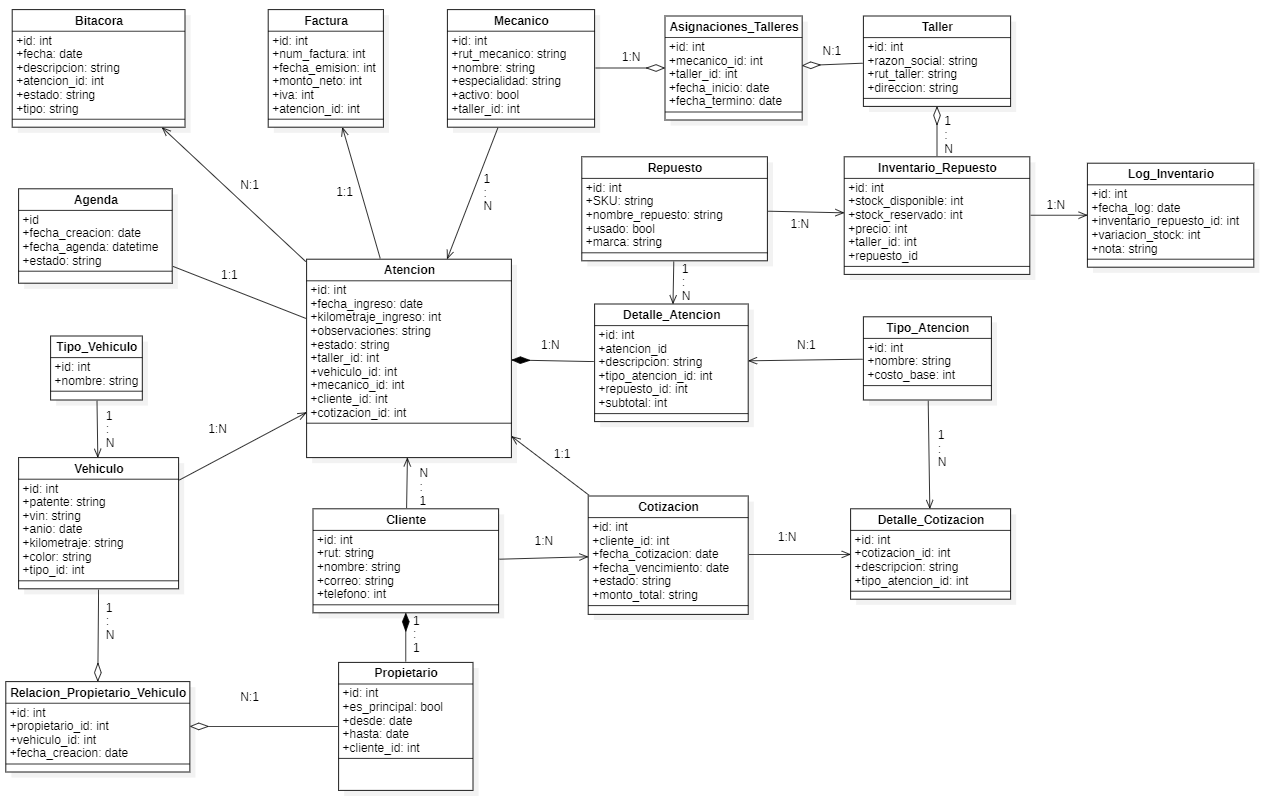 Bitacora
+id: int
+fecha: date
+descripcion: string
+atencion_id: int
+estado: string
+tipo: string
Factura
+id: int
+num_factura: int
+fecha_emision: int
+monto_neto: int
+iva: int
+atencion_id: int
Mecanico
+id: int
+rut_mecanico: string
+nombre: string
+especialidad: string
+activo: bool
+taller_id: int
1:N
Asignaciones_Talleres
+id: int
+mecanico_id: int
+taller_id: int
+fecha_inicio: date
+fecha_termino: date
N:1
Taller
+id: int
+razon_social: string
+rut_taller: string
+direccion: string
1
:
N
N:1
1:1
1
:
N
Agenda
+id
+fecha_creacion: date
+fecha_agenda: datetime
+estado: string
1:1
Repuesto
+id: int
+SKU: string
+nombre_repuesto: string
+usado: bool
+marca: string
1:N
Inventario_Repuesto
+id: int
+stock_disponible: int
+stock_reservado: int
+precio: int
+taller_id: int
+repuesto_id
1:N
Log_Inventario
+id: int
+fecha_log: date
+inventario_repuesto_id: int
+variacion_stock: int
+nota: string
1
:
N
Atencion
+id: int
+fecha_ingreso: date
+kilometraje_ingreso: int
+observaciones: string
+estado: string
+taller_id: int
+vehiculo_id: int
+mecanico_id: int
+cliente_id: int
+cotizacion_id: int
1:N
Detalle_Atencion
+id: int
+atencion_id
+descripcion: string
+tipo_atencion_id: int
+repuesto_id: int
+subtotal: int
N:1
Tipo_Atencion
+id: int
+nombre: string
+costo_base: int
1
:
N
Tipo_Vehiculo
+id: int
+nombre: string
1
:
N
1:N
Vehiculo
+id: int
+patente: string
+vin: string
+anio: date
+kilometraje: string
+color: string
+tipo_id: int
N
:
1
1:1
Cliente
+id: int
+rut: string
+nombre: string
+correo: string
+telefono: int
1:N
Cotizacion
+id: int
+cliente_id: int
+fecha_cotizacion: date
+fecha_vencimiento: date
+estado: string
+monto_total: string
1:N
Detalle_Cotizacion
+id: int
+cotizacion_id: int
+descripcion: string
+tipo_atencion_id: int
1
:
N
1
:
1
Relacion_Propietario_Vehiculo
+id: int
+propietario_id: int
+vehiculo_id: int
+fecha_creacion: date
N:1
Propietario
+id: int
+es_principal: bool
+desde: date
+hasta: date
+cliente_id: int